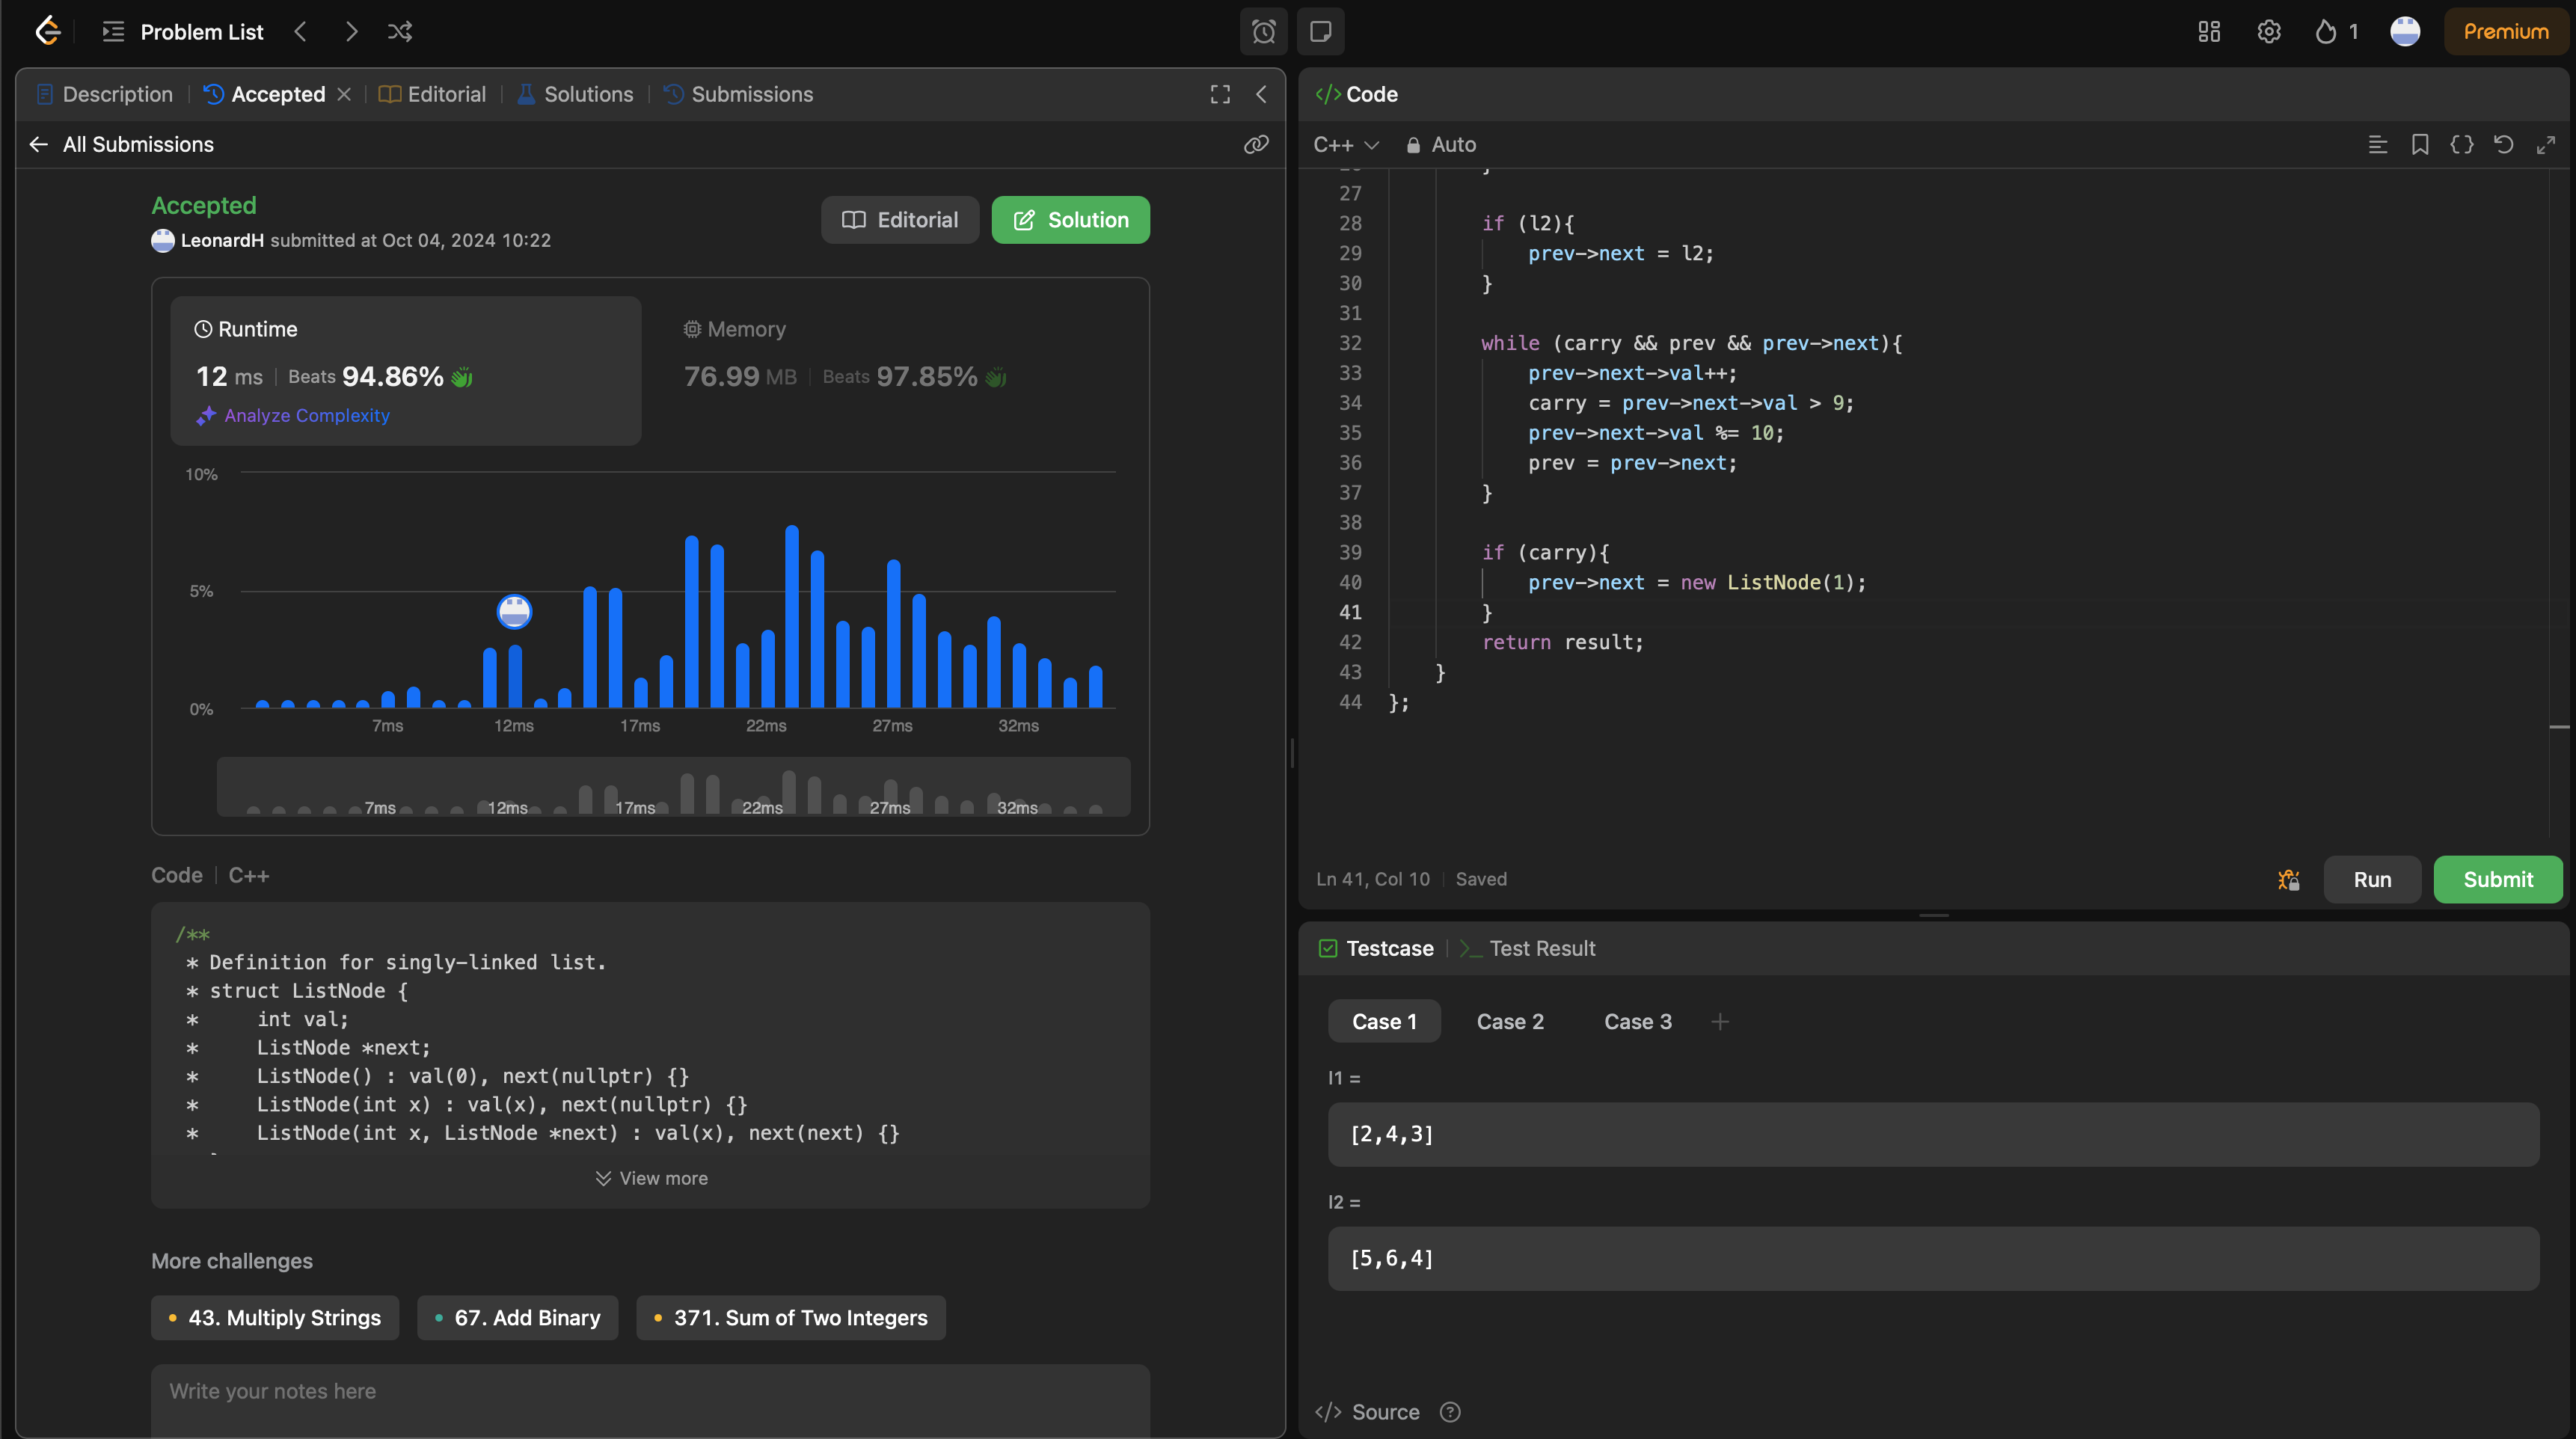 Problem List
1
Premium
Description | Accepted | Editorial | Solutions | Submissions
All Submissions
Accepted
LeonardH submitted at Oct 04, 2024 10:22
Editorial
Solution
Runtime
12 ms | Beats 94.86%
Analyze Complexity
Memory
76.99 MB | Beats 97.85%
10%
5%
0%
7ms 12ms 17ms 22ms 27ms 32ms
7ms 12ms 17ms 22ms 27ms 32ms
Code | C++
/**
 * Definition for singly-linked list.
 * struct ListNode {
 *     int val;
 *     ListNode *next;
 *     ListNode() : val(0), next(nullptr) {}
 *     ListNode(int x) : val(x), next(nullptr) {}
 *     ListNode(int x, ListNode *next) : val(x), next(next) {}
View more
More challenges
43. Multiply Strings
67. Add Binary
371. Sum of Two Integers
Write your notes here
</> Code
C++ Auto
27
28 if (l2){
29     prev->next = l2;
30 }
31
32 while (carry && prev && prev->next){
33     prev->next->val++;
34     carry = prev->next->val > 9;
35     prev->next->val %= 10;
36     prev = prev->next;
37 }
38
39 if (carry){
40     prev->next = new ListNode(1);
41 }
42 return result;
43 }
44 };
Ln 41, Col 10 | Saved
Run
Submit
Testcase | >_ Test Result
Case 1
Case 2
Case 3
+
l1 =
[2,4,3]
l2 =
[5,6,4]
</> Source ?